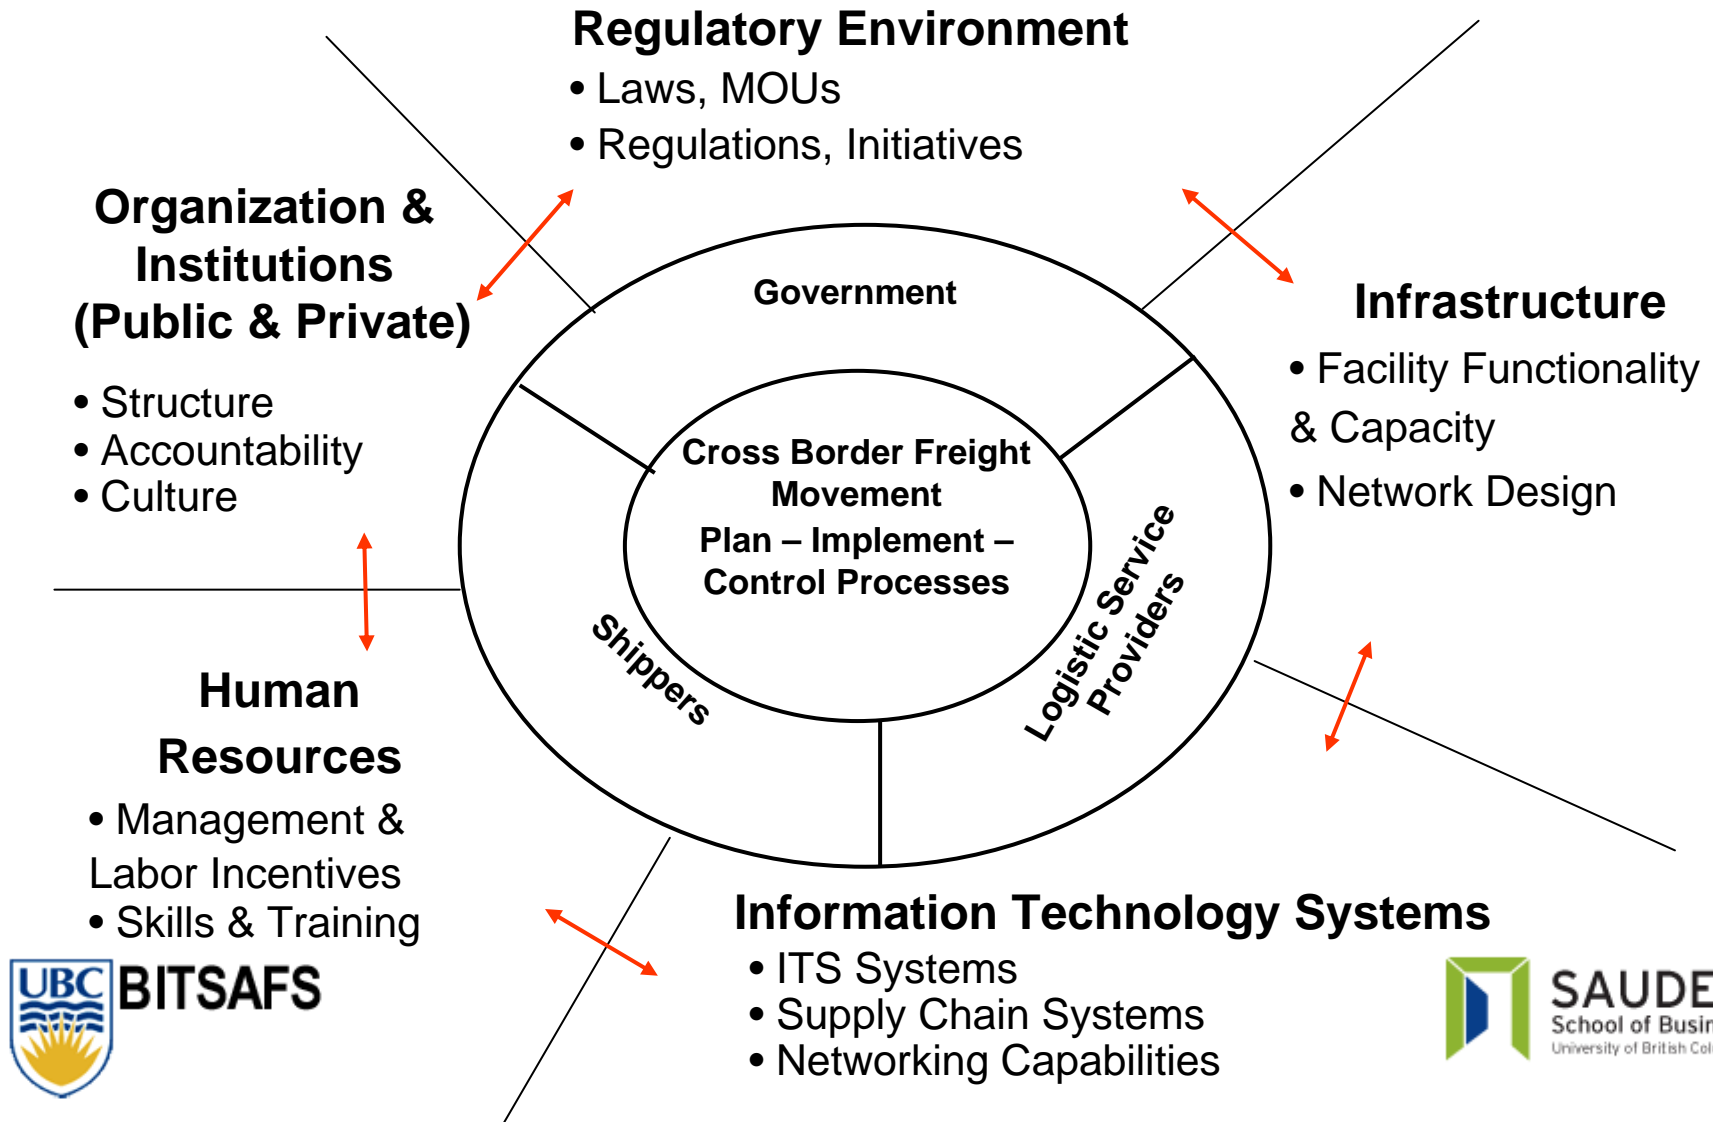 Regulatory Environment
• Laws, MOUs
• Regulations, Initiatives
Organization &
Institutions
(Public & Private)
• Structure
• Accountability
• Culture
Government
Infrastructure
• Facility Functionality
& Capacity
• Network Design
Cross Border Freight
Movement
Plan – Implement –
Control Processes
Shippers
Logistic Service
Providers
Human
Resources
• Management &
Labor Incentives
• Skills & Training
Information Technology Systems
• ITS Systems
• Supply Chain Systems
• Networking Capabilities
UBC
BITSAFS
SAUDE
School of Busin
University of British Col